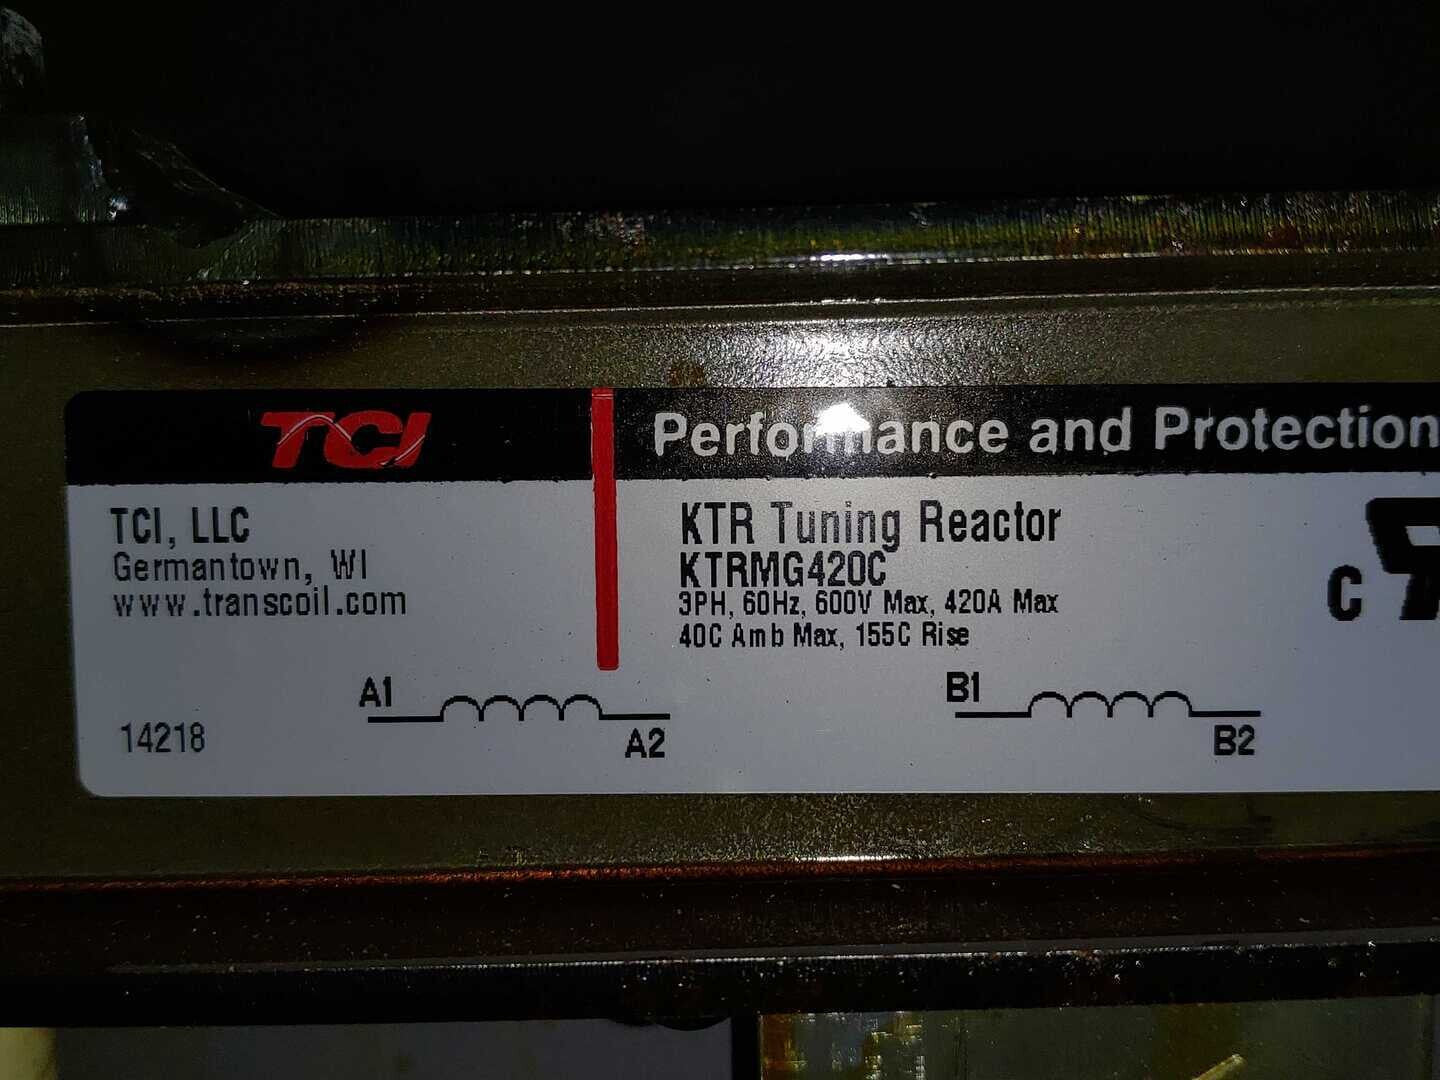 TCI
Performance and Protection
TCI, LLC
Germantown, WI
www.transcoil.com
KTR Tuning Reactor
KTRMG420C
3PH, 60Hz, 600V Max, 420A Max
40C Amb Max, 155C Rise
C
A1
A2
B1
B2
14218